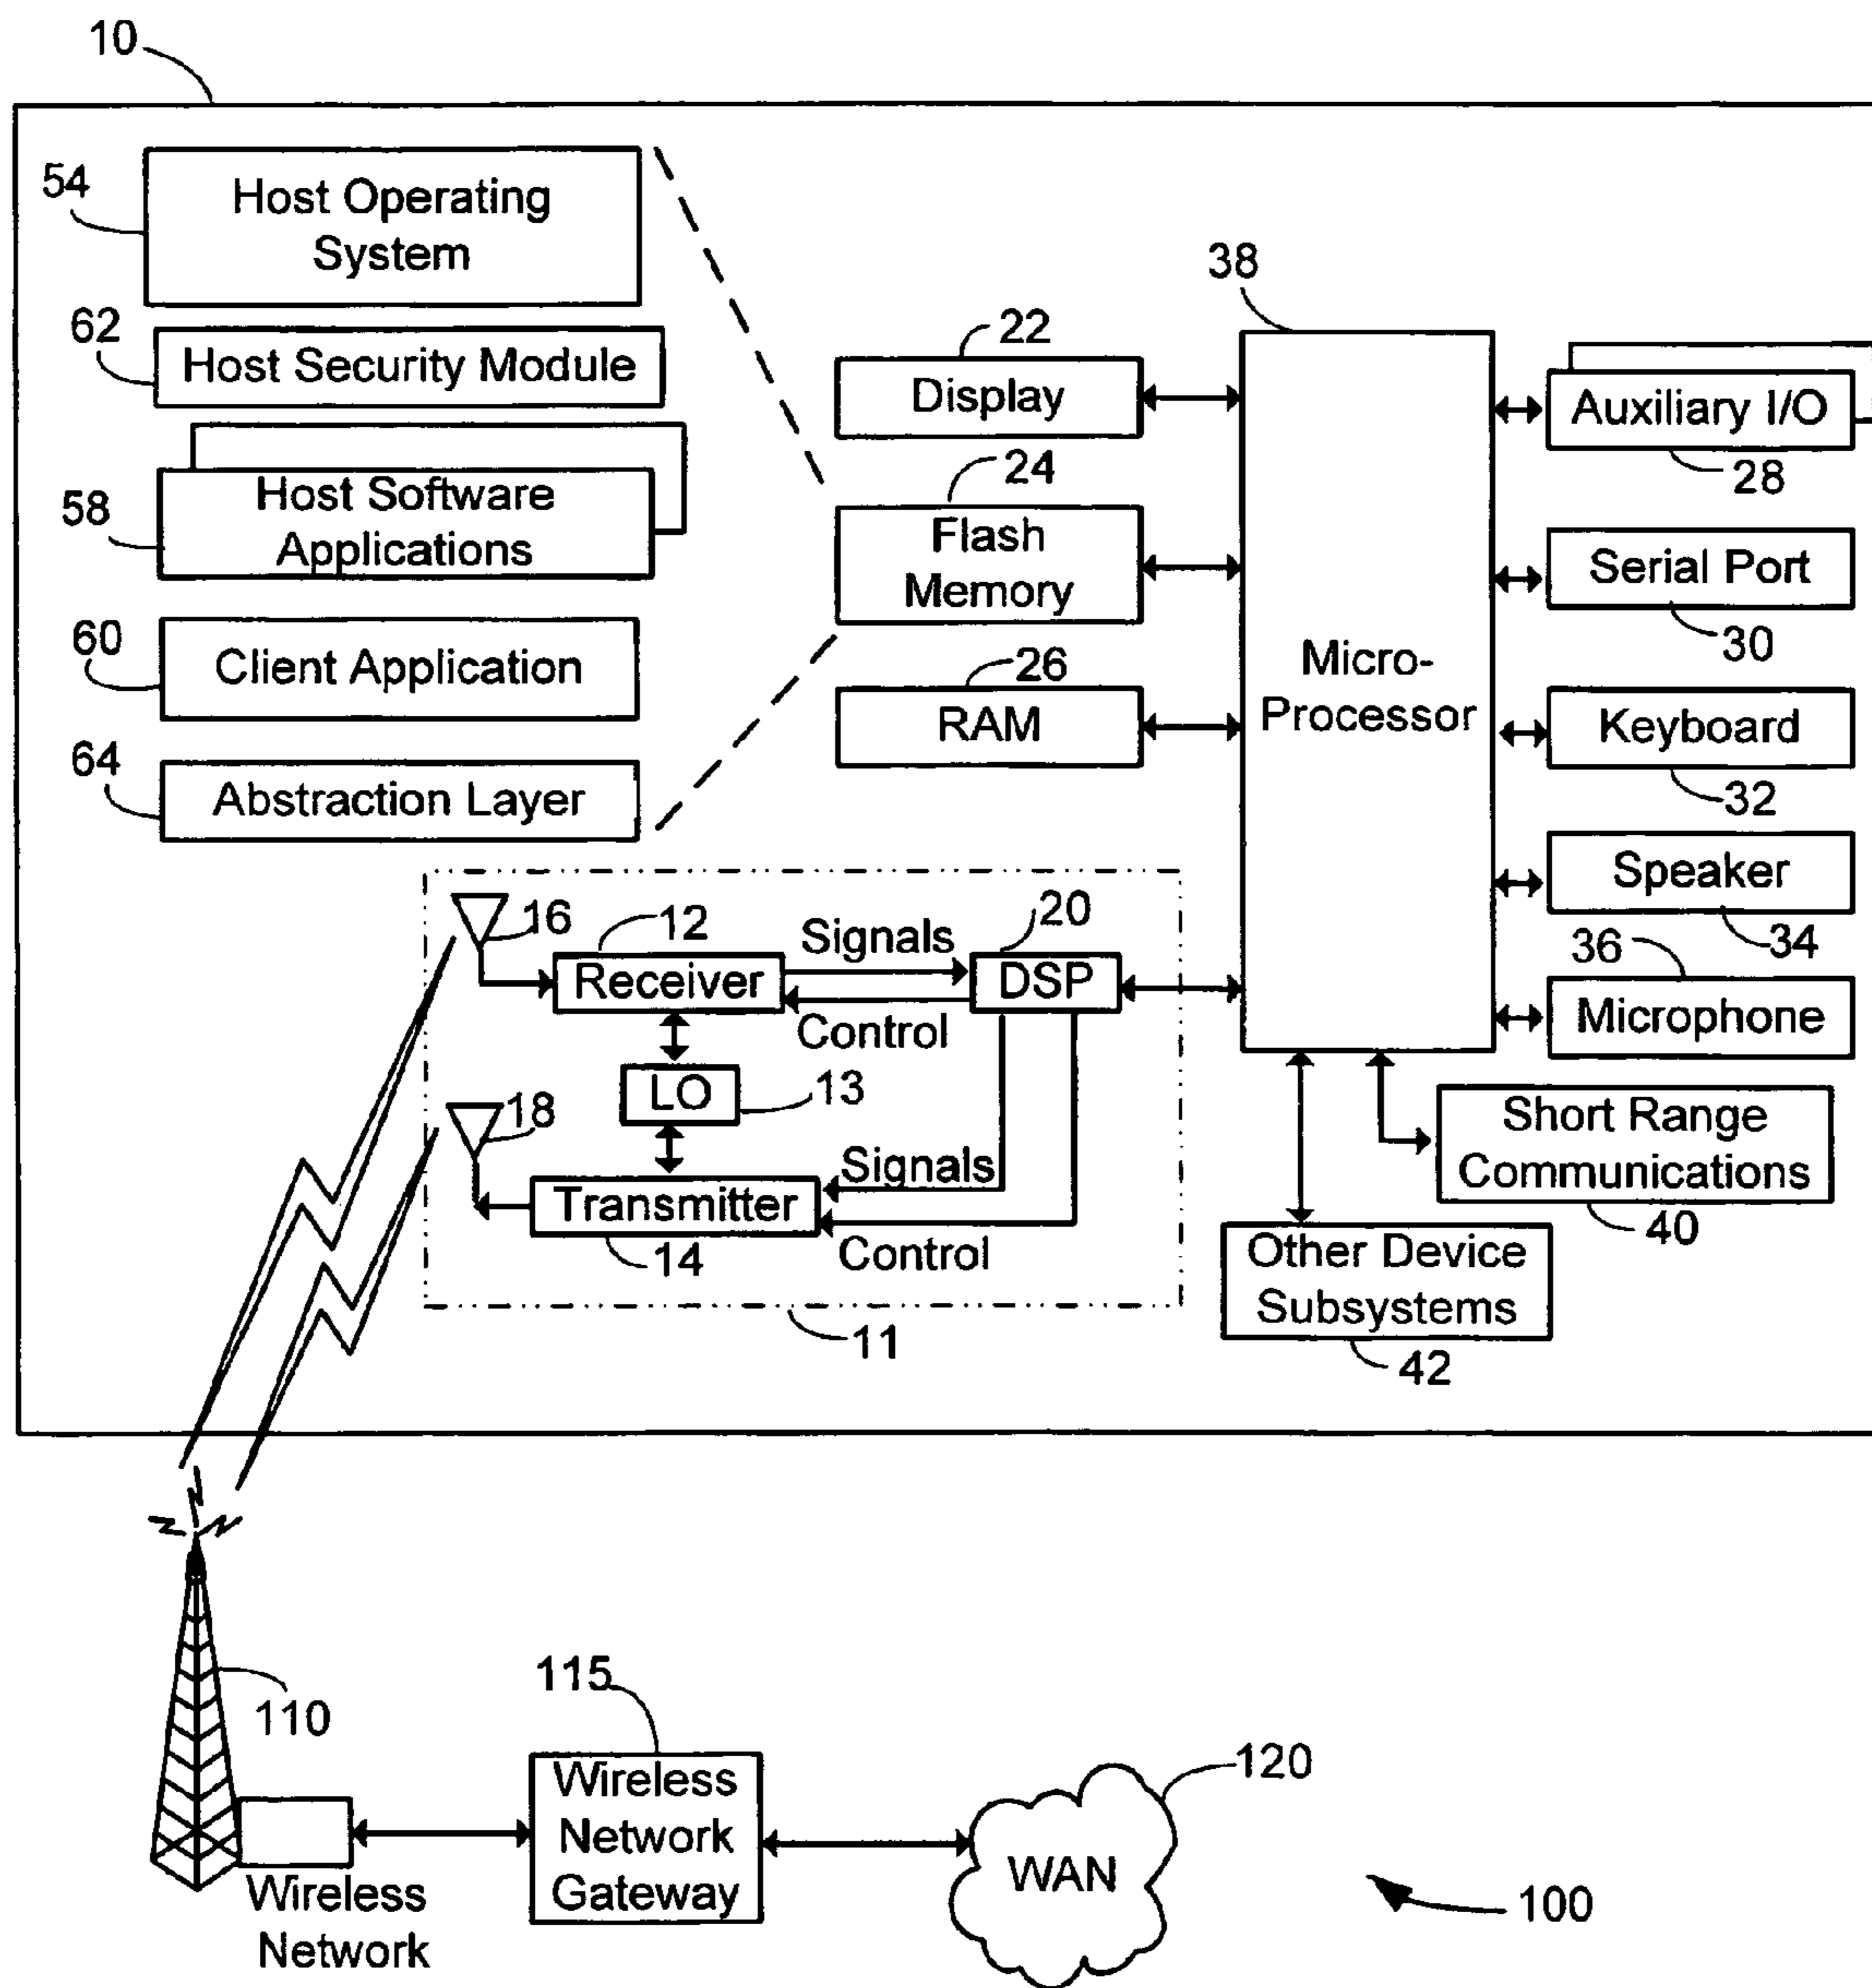 10
54
Host Operating
System
62
Host Security Module
58
Host Software
Applications
60
Client Application
64
Abstraction Layer
22
Display
24
Flash
Memory
26
RAM
38
Micro-
Processor
Auxiliary I/O
28
Serial Port
30
Keyboard
32
Speaker
34
36
Microphone
16
12
Receiver
Signals
20
DSP
Control
LO
13
18
Signals
Transmitter
14
Control
11
Short Range
Communications
40
Other Device
Subsystems
42
110
Wireless
Network
115
Wireless
Network
Gateway
120
WAN
100